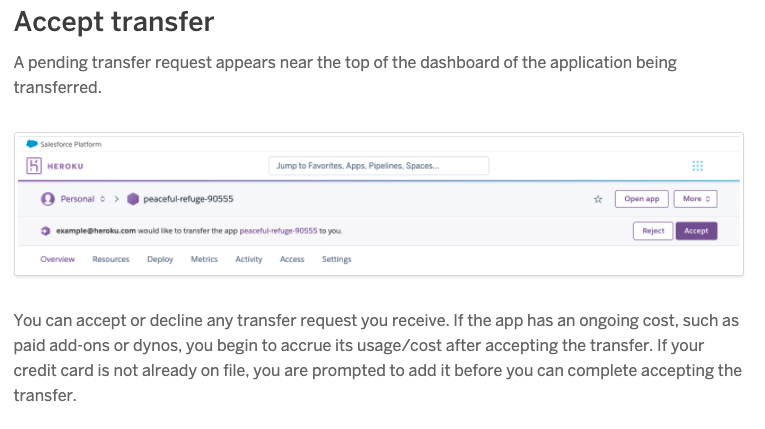 Accept transfer
A pending transfer request appears near the top of the dashboard of the application being
transferred.
Salesforce Platform
HEROKU
Jump to Favorites, Apps, Pipelines, Spaces...
Personal
peaceful-refuge-90555
Open app
More
example@heroku.com would like to transfer the app peaceful-refuge-90555 to you.
Reject
Accept
Overview Resources Deploy Metrics Activity Access Settings
You can accept or decline any transfer request you receive. If the app has an ongoing cost, such as
paid add-ons or dynos, you begin to accrue its usage/cost after accepting the transfer. If your
credit card is not already on file, you are prompted to add it before you can complete accepting the
transfer.